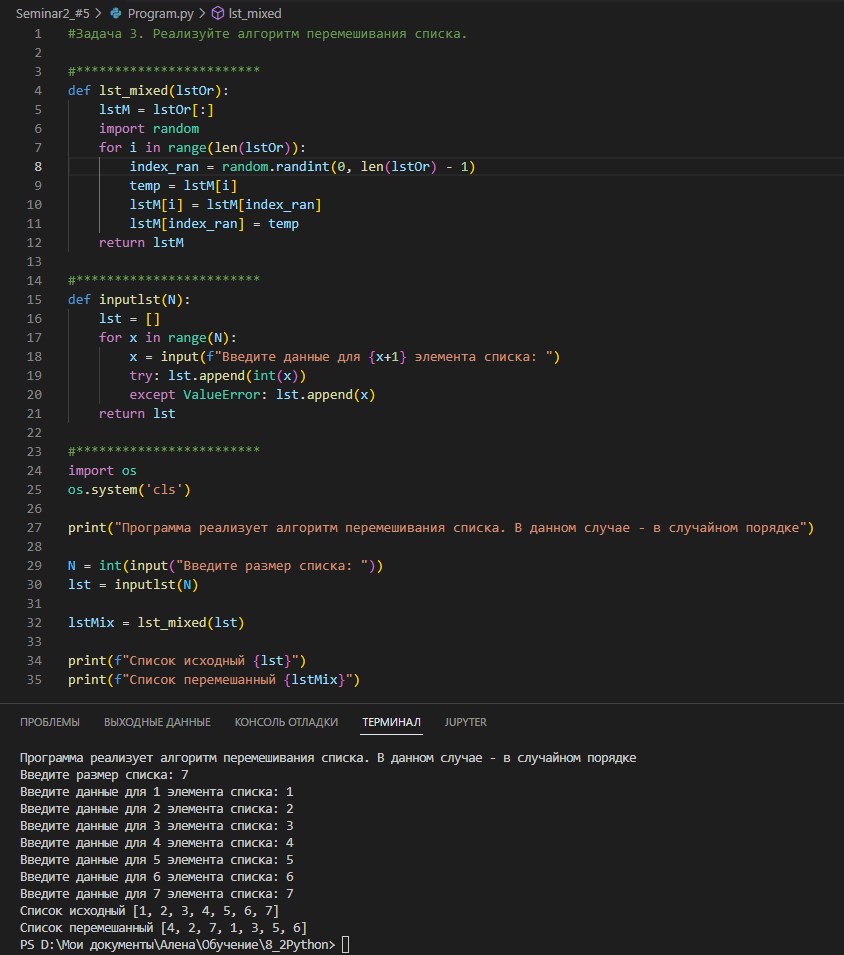 Seminar2_#5 > Program.py > lst_mixed
1 #Задача 3. Реализуйте алгоритм перемешивания списка.
2
3 #************************
4 def lst_mixed(lstOr):
5     lstM = lstOr[:]
6     import random
7     for i in range(len(lstOr)):
8         index_ran = random.randint(0, len(lstOr) - 1)
9         temp = lstM[i]
10         lstM[i] = lstM[index_ran]
11         lstM[index_ran] = temp
12     return lstM
13
14 #************************
15 def inputlst(N):
16     lst = []
17     for x in range(N):
18         x = input(f"Введите данные для {x+1} элемента списка: ")
19         try: lst.append(int(x))
20         except ValueError: lst.append(x)
21     return lst
22
23 #************************
24 import os
25 os.system('cls')
26
27 print("Программа реализует алгоритм перемешивания списка. В данном случае - в случайном порядке")
28
29 N = int(input("Введите размер списка: "))
30 lst = inputlst(N)
31
32 lstMix = lst_mixed(lst)
33
34 print(f"Список исходный {lst}")
35 print(f"Список перемешанный {lstMix}")
ПРОБЛЕМЫ ВЫХОДНЫЕ ДАННЫЕ КОНСОЛЬ ОТЛАДКИ ТЕРМИНАЛ JUPYTER
Программа реализует алгоритм перемешивания списка. В данном случае - в случайном порядке
Введите размер списка: 7
Введите данные для 1 элемента списка: 1
Введите данные для 2 элемента списка: 2
Введите данные для 3 элемента списка: 3
Введите данные для 4 элемента списка: 4
Введите данные для 5 элемента списка: 5
Введите данные для 6 элемента списка: 6
Введите данные для 7 элемента списка: 7
Список исходный [1, 2, 3, 4, 5, 6, 7]
Список перемешанный [4, 2, 7, 1, 3, 5, 6]
PS D:\Мои документы\Алена\Обучение\8_2Python>